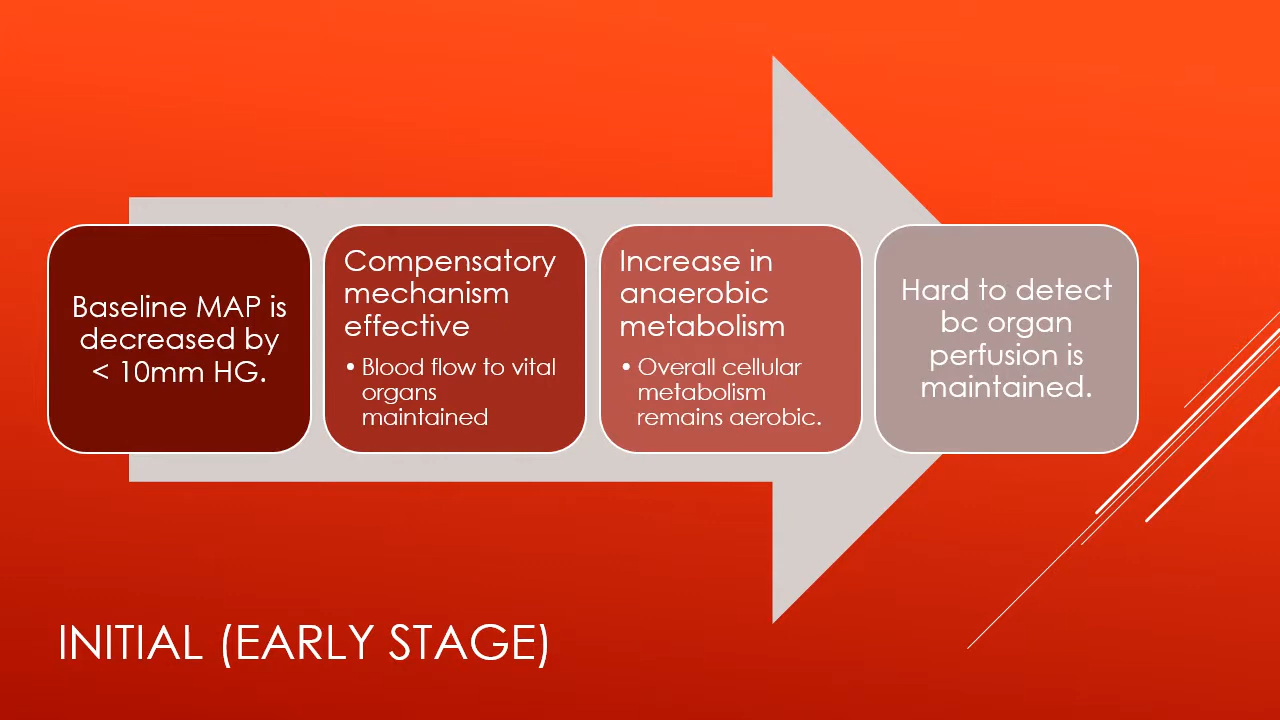 Baseline MAP is
decreased by
< 10mm HG.
Compensatory
mechanism
effective
• Blood flow to vital
organs
maintained
Increase in
anaerobic
metabolism
• Overall cellular
metabolism
remains aerobic.
Hard to detect
bc organ
perfusion is
maintained.
INITIAL (EARLY STAGE)